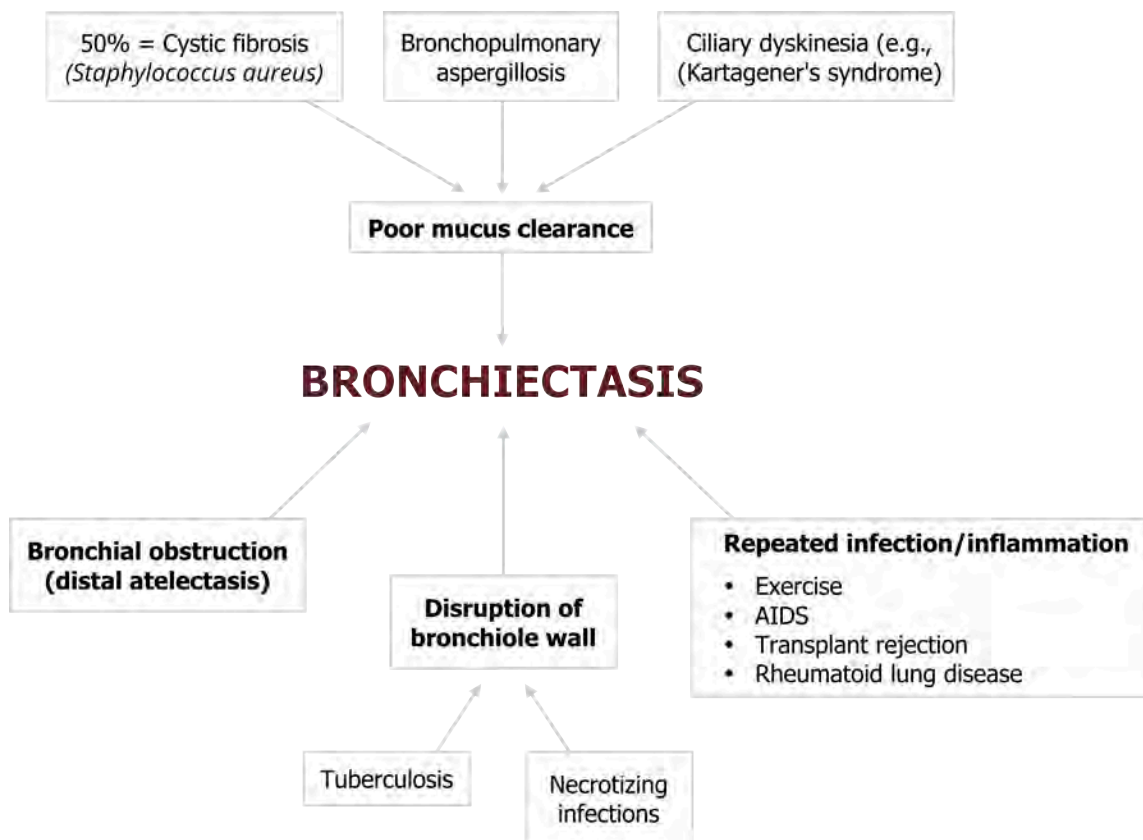 50% = Cystic fibrosis
(Staphylococcus aureus)
Bronchopulmonary
aspergillosis
Ciliary dyskinesia (e.g.,
(Kartagener's syndrome)
Poor mucus clearance
BRONCHIECTASIS
Bronchial obstruction
(distal atelectasis)
Disruption of
bronchiole wall
Repeated infection/inflammation
• Exercise
• AIDS
• Transplant rejection
• Rheumatoid lung disease
Tuberculosis
Necrotizing
infections